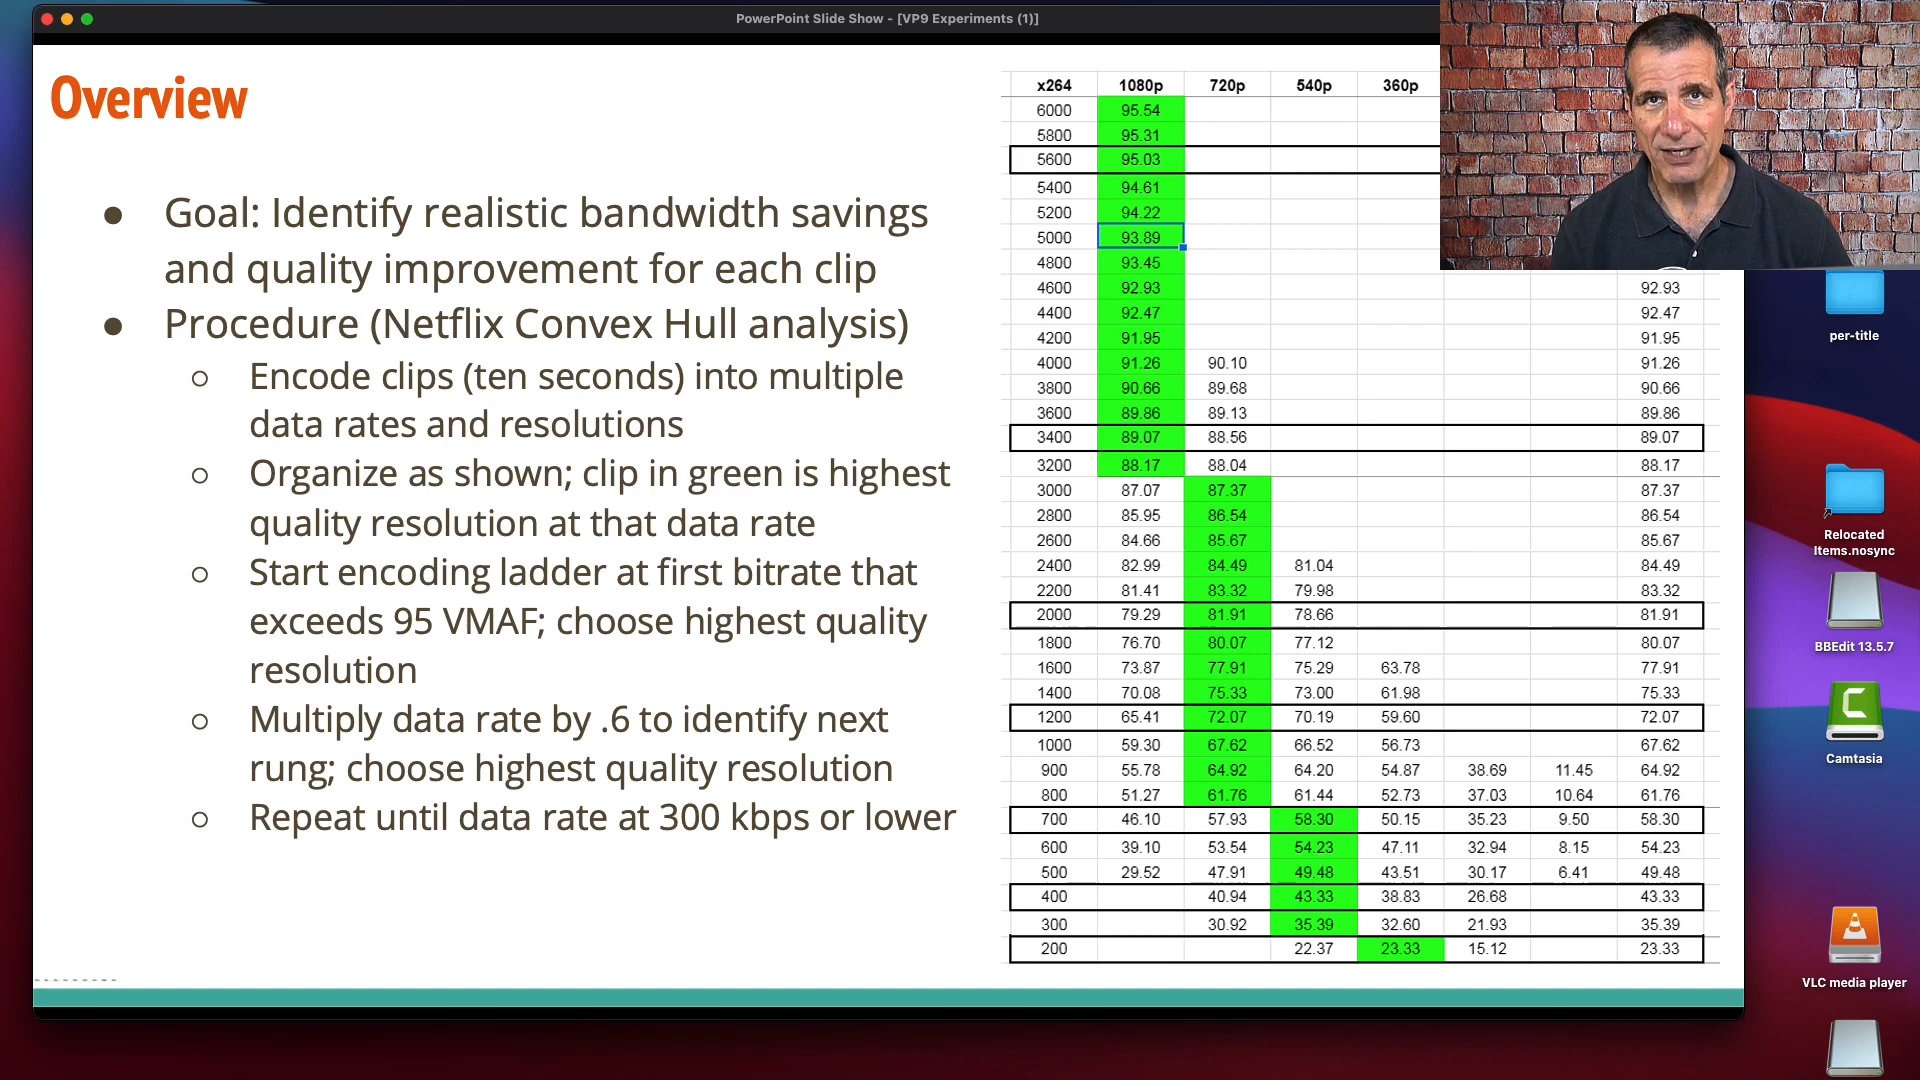 PowerPoint Slide Show - [VP9 Experiments (1)]
Overview
● Goal: Identify realistic bandwidth savings
and quality improvement for each clip
● Procedure (Netflix Convex Hull analysis)
○ Encode clips (ten seconds) into multiple
data rates and resolutions
○ Organize as shown; clip in green is highest
quality resolution at that data rate
○ Start encoding ladder at first bitrate that
exceeds 95 VMAF; choose highest quality
resolution
○ Multiply data rate by .6 to identify next
rung; choose highest quality resolution
○ Repeat until data rate at 300 kbps or lower
x264 1080p 720p 540p 360p
6000 95.54
5800 95.31
5600 95.03
5400 94.61
5200 94.22
5000 93.89
4800 93.45
4600 92.93 92.93
4400 92.47 92.47
4200 91.95 91.95
4000 91.26 90.10 91.26
3800 90.66 89.68 90.66
3600 89.86 89.13 89.86
3400 89.07 88.56 89.07
3200 88.17 88.04 88.17
3000 87.07 87.37 87.37
2800 85.95 86.54 86.54
2600 84.66 85.67 85.67
2400 82.99 84.49 81.04 84.49
2200 81.41 83.32 79.98 83.32
2000 79.29 81.91 78.66 81.91
1800 76.70 80.07 77.12 80.07
1600 73.87 77.91 75.29 63.78 77.91
1400 70.08 75.33 73.00 61.98 75.33
1200 65.41 72.07 70.19 59.60 72.07
1000 59.30 67.62 66.52 56.73 67.62
900 55.78 64.92 64.20 54.87 38.69 11.45 64.92
800 51.27 61.76 61.44 52.73 37.03 10.64 61.76
700 46.10 57.93 58.30 50.15 35.23 9.50 58.30
600 39.10 53.54 54.23 47.11 32.94 8.15 54.23
500 29.52 47.91 49.48 43.51 30.17 6.41 49.48
400 40.94 43.33 38.83 26.68 43.33
300 30.92 35.39 32.60 21.93 35.39
200 22.37 23.33 15.12 23.33
per-title
Relocated
Items.nosync
BBEdit 13.5.7
C
Camtasia
VLC media player